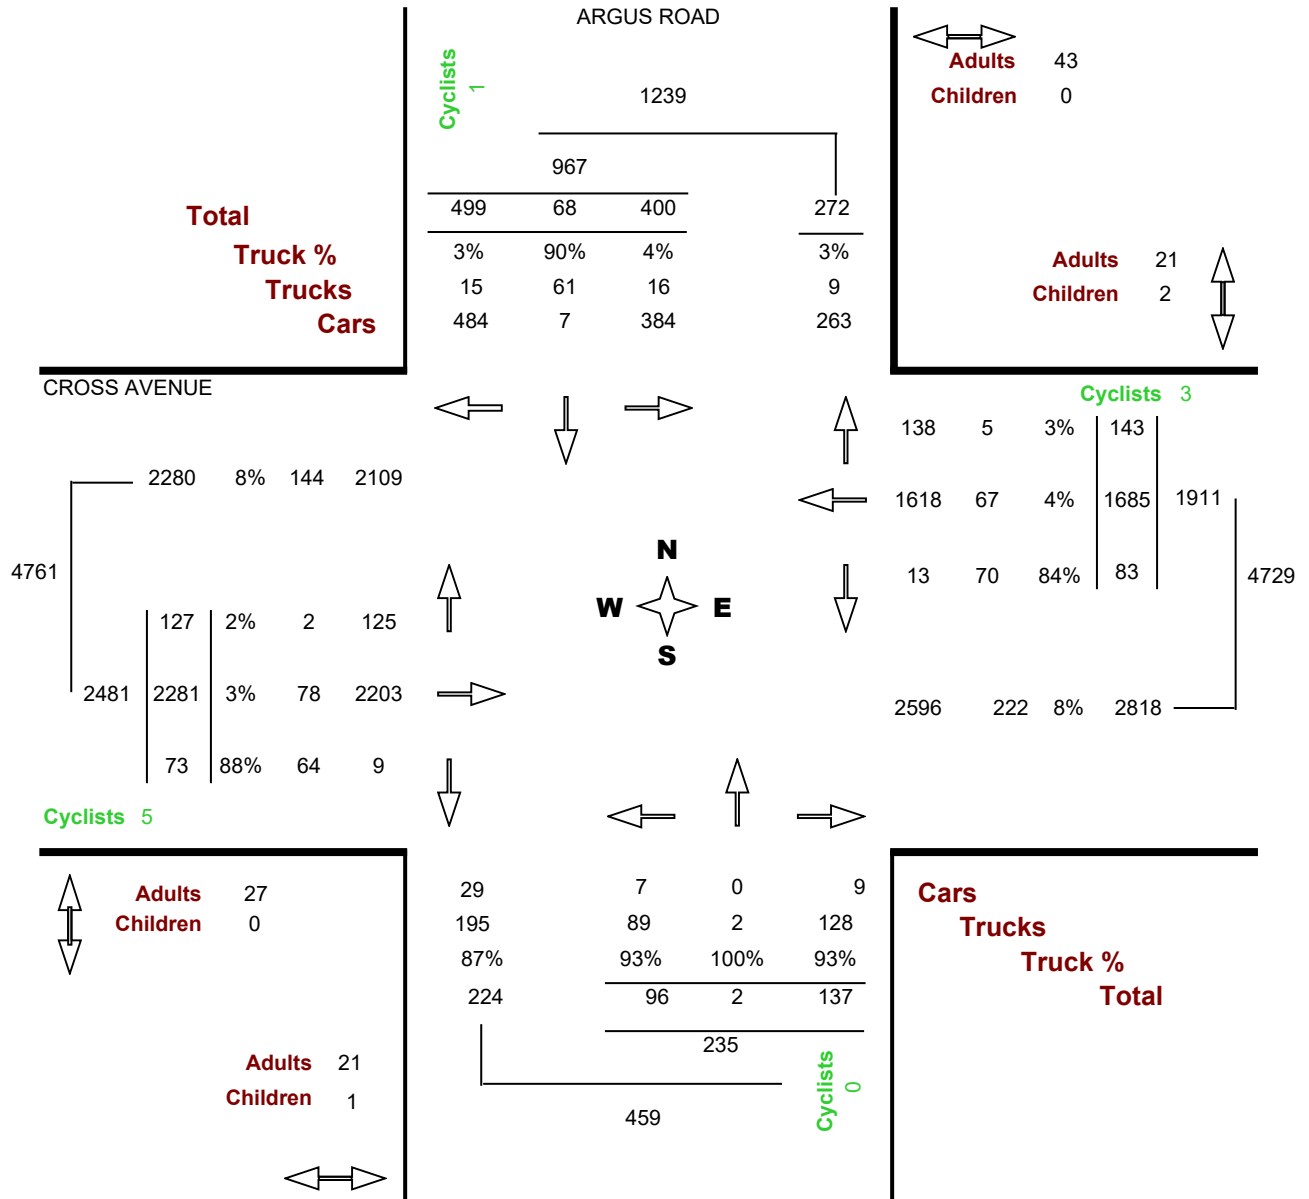 ARGUS ROAD
Cyclists 1
1239
967
Adults 43
Children 0
Total 499 68 400 272
Truck % 3% 90% 4% 3%
Trucks 15 61 16 9
Cars 484 7 384 263
Adults 21
Children 2
CROSS AVENUE
Cyclists 3
138 5 3% 143
2280 8% 144 2109
1618 67 4% 1685 1911
N
4761
13 70 84% 83 4729
W E
S
127 2% 2 125
2481 2281 3% 78 2203
2596 222 8% 2818
73 88% 64 9
Cyclists 5
Adults 27
Children 0
29 7 0 9 Cars
195 89 2 128 Trucks
87% 93% 100% 93% Truck %
224 96 2 137 Total
235
Cyclists 0
459
Adults 21
Children 1